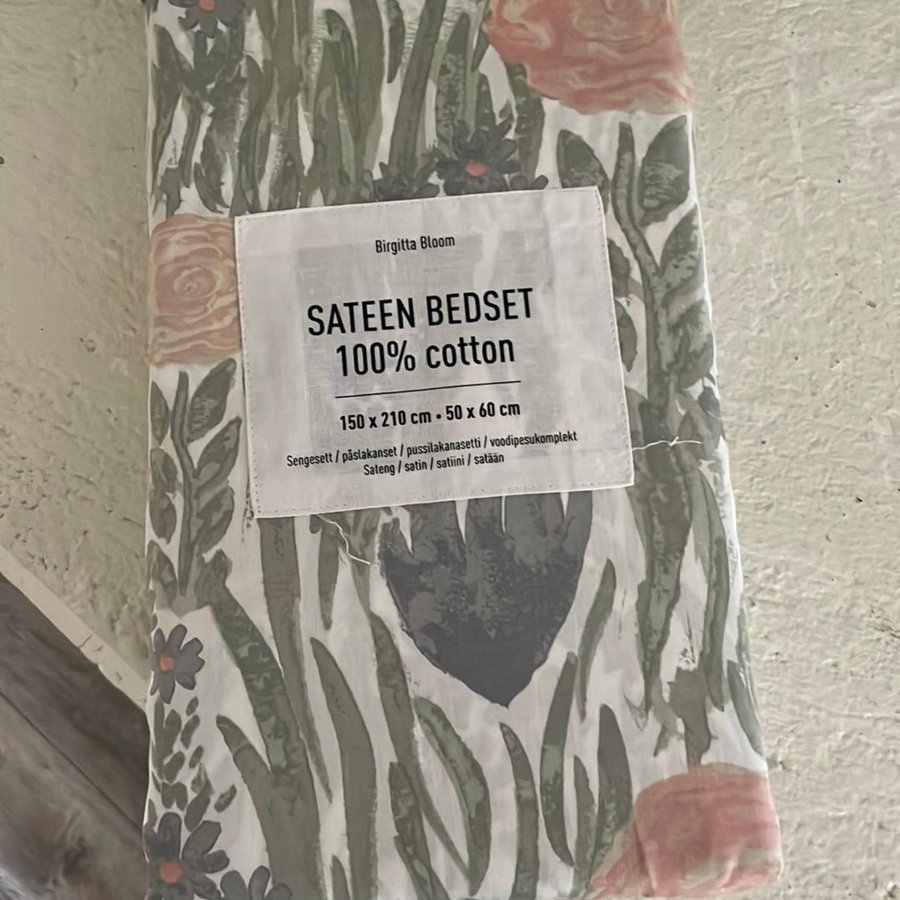 Birgitta Bloom
SATEEN BEDSET
100% cotton
150 x 210 cm • 50 x 60 cm
Sengesett / påslakanset / pussilakanasetti / voodipesukomplekt
Sateng / satin / satiini / satään